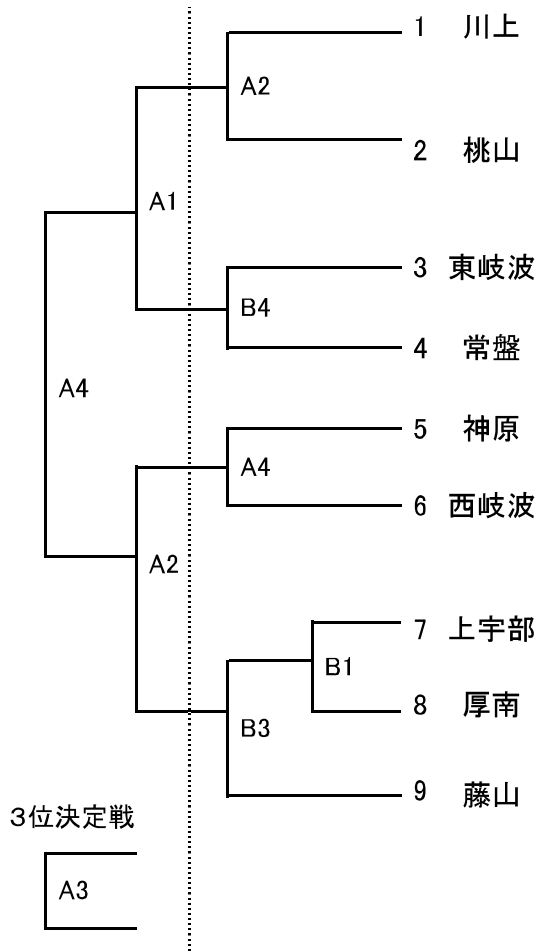 1 川上
A2
2 桃山
A1
3 東岐波
B4
4 常盤
A4
5 神原
A4
6 西岐波
A2
7 上宇部
B1
8 厚南
B3
9 藤山
3位決定戦
A3